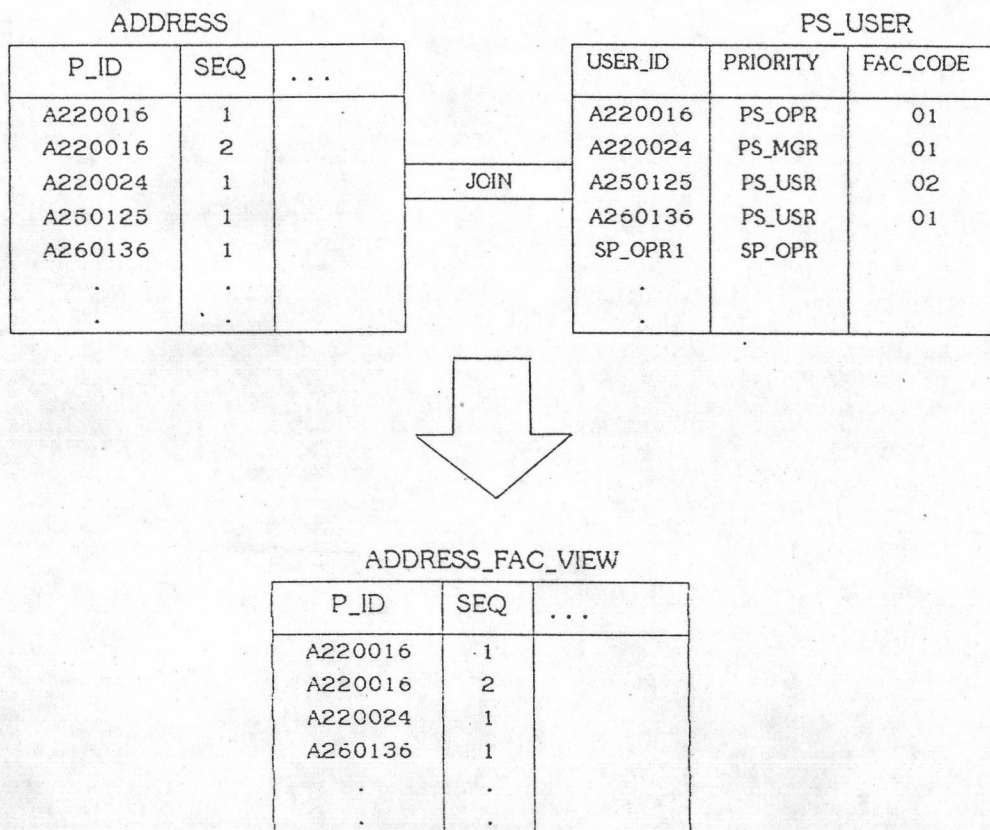 ADDRESS
P_ID SEQ ...
A220016 1
A220016 2
A220024 1
A250125 1
A260136 1
. .
. .
JOIN
PS_USER
USER_ID PRIORITY FAC_CODE
A220016 PS_OPR 01
A220024 PS_MGR 01
A250125 PS_USR 02
A260136 PS_USR 01
SP_OPR1 SP_OPR
.
.
ADDRESS_FAC_VIEW
P_ID SEQ ...
A220016 1
A220016 2
A220024 1
A260136 1
. .
. .